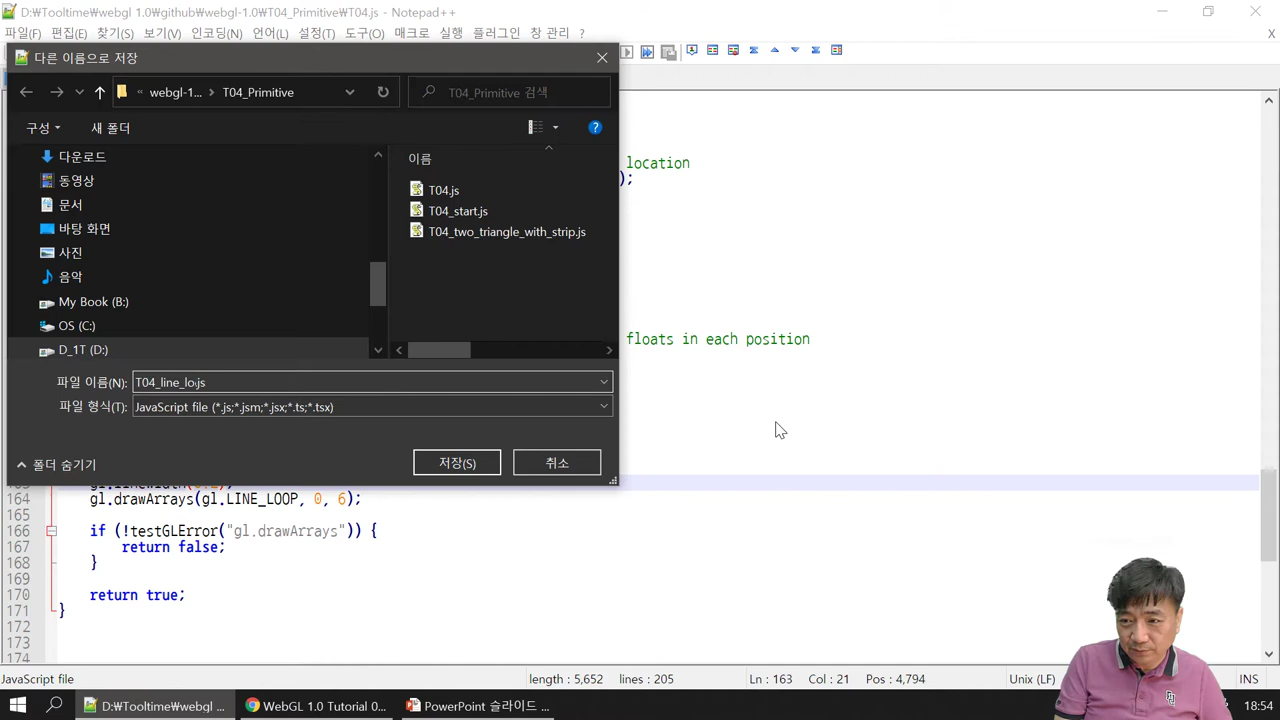 D:₩Tooltime₩webgl 1.0₩github₩webgl-1.0₩T04_Primitive₩T04.js - Notepad++
파일(F) 편집(E) 찾기(S) 보기(V) 인코딩(N) 언어(L) 설정(T) 도구(O) 매크로 실행 플러그인 창 관리 ?
X
다른 이름으로 저장
« webgl-1... › T04_Primitive
T04_Primitive 검색
구성 새 폴더
다운로드
동영상
문서
바탕 화면
사진
음악
My Book (B:)
OS (C:)
D_1T (D:)
이름
T04.js
T04_start.js
T04_two_triangle_with_strip.js
파일 이름(N): T04_line_lo.js
파일 형식(T): JavaScript file (*.js;*.jsm;*.jsx;*.ts;*.tsx)
폴더 숨기기
저장(S)
취소
location
);
floats in each position
164 gl.drawArrays(gl.LINE_LOOP, 0, 6);
165
166 if (!testGLError("gl.drawArrays")) {
167 return false;
168 }
169
170 return true;
171 }
172
173
174
JavaScript file length : 5,652 lines : 205 Ln : 163 Col : 21 Pos : 4,794 Unix (LF) INS
D:₩Tooltime₩webgl ... WebGL 1.0 Tutorial 0... PowerPoint 슬라이드 ... 18:54